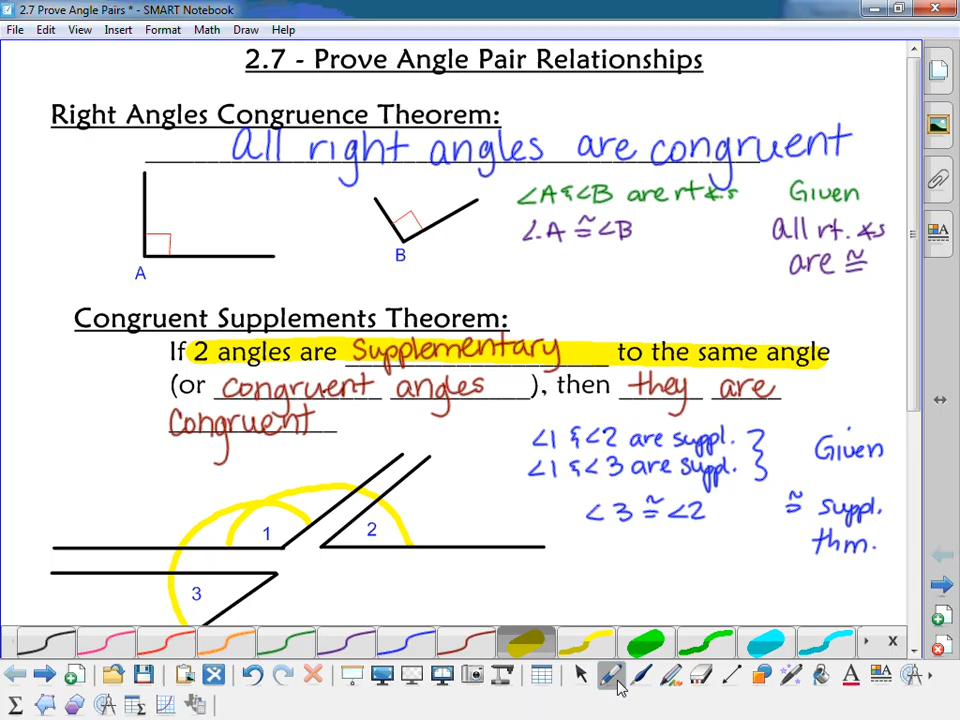 2.7 Prove Angle Pairs * - SMART Notebook
File Edit View Insert Format Math Draw Help
2.7 - Prove Angle Pair Relationships
Right Angles Congruence Theorem:
all right angles are congruent
∠A & ∠B are rt ∡s Given
∠A ≅ ∠B all rt. ∡s
are ≅
A
B
Congruent Supplements Theorem:
If 2 angles are supplementary to the same angle
(or congruent angles), then they are
congruent
∠1 & ∠2 are suppl. } Given
∠1 & ∠3 are suppl.
∠3 ≅ ∠2 ≅ suppl.
thm.
1
2
3